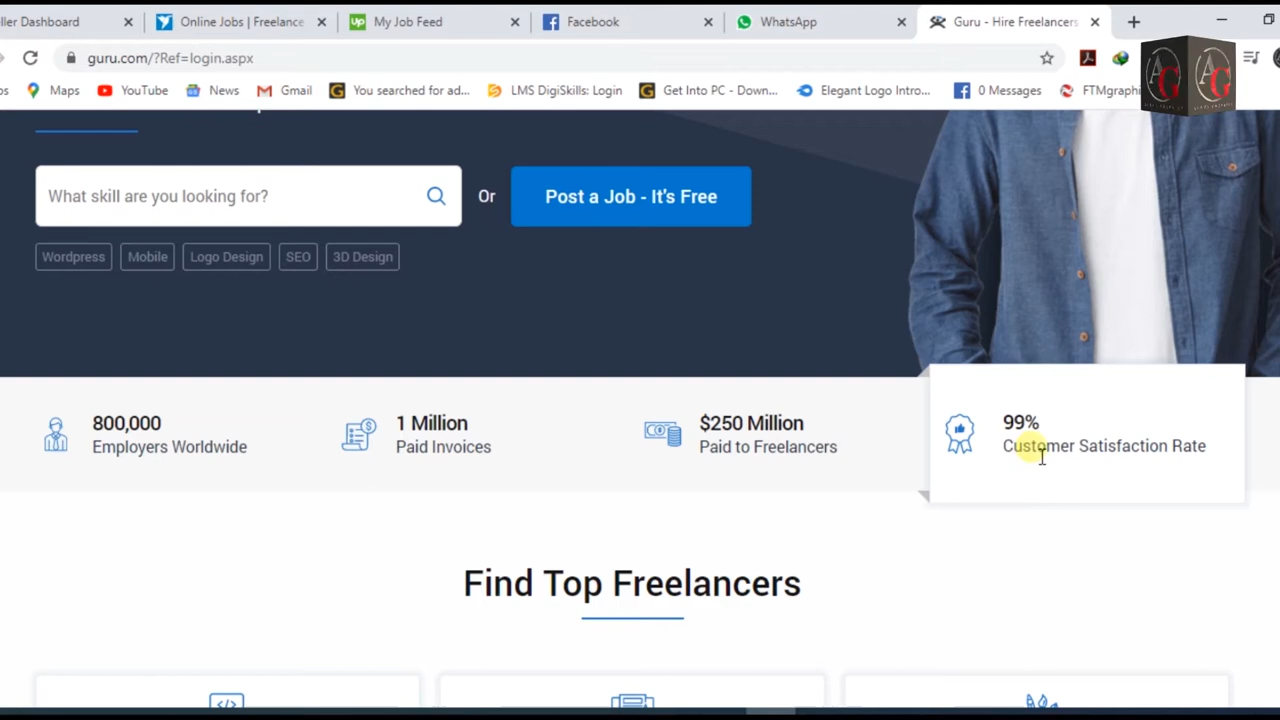 ller Dashboard
Online Jobs | Freelance
My Job Feed
Facebook
WhatsApp
Guru - Hire Freelancers
guru.com/?Ref=login.aspx
ps
Maps
YouTube
News
Gmail
You searched for ad...
LMS DigiSkills: Login
Get Into PC - Down...
Elegant Logo Intro...
0 Messages
FTMgraphi
What skill are you looking for?
Or
Post a Job - It's Free
Wordpress
Mobile
Logo Design
SEO
3D Design
800,000
Employers Worldwide
1 Million
Paid Invoices
$250 Million
Paid to Freelancers
99%
Customer Satisfaction Rate
Find Top Freelancers